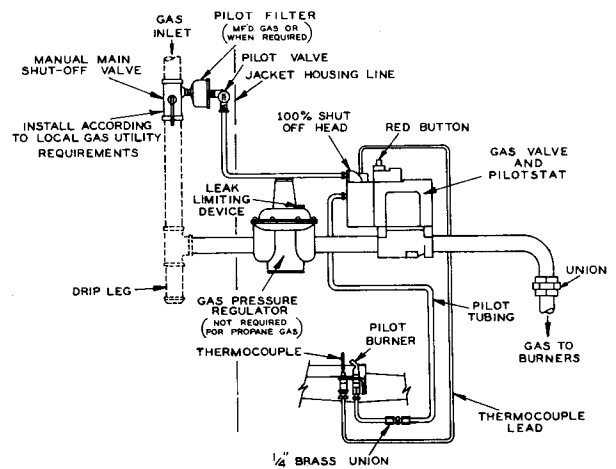 GAS
INLET
PILOT FILTER
(MF'D GAS OR
WHEN REQUIRED)
PILOT VALVE
JACKET HOUSING LINE
MANUAL MAIN
SHUT-OFF VALVE
INSTALL ACCORDING
TO LOCAL GAS UTILITY
REQUIREMENTS
100% SHUT
OFF HEAD
RED BUTTON
GAS VALVE
AND
PILOTSTAT
LEAK
LIMITING
DEVICE
DRIP LEG
GAS PRESSURE
REGULATOR
(NOT REQUIRED
FOR PROPANE GAS)
UNION
PILOT
TUBING
GAS TO
BURNERS
THERMOCOUPLE
PILOT
BURNER
THERMOCOUPLE
LEAD
1/4" BRASS UNION